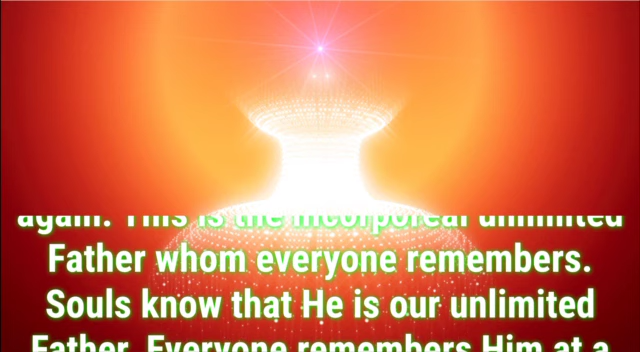 again. This is the incorporeal unlimited
Father whom everyone remembers.
Souls know that He is our unlimited
Father. Everyone remembers Him at a